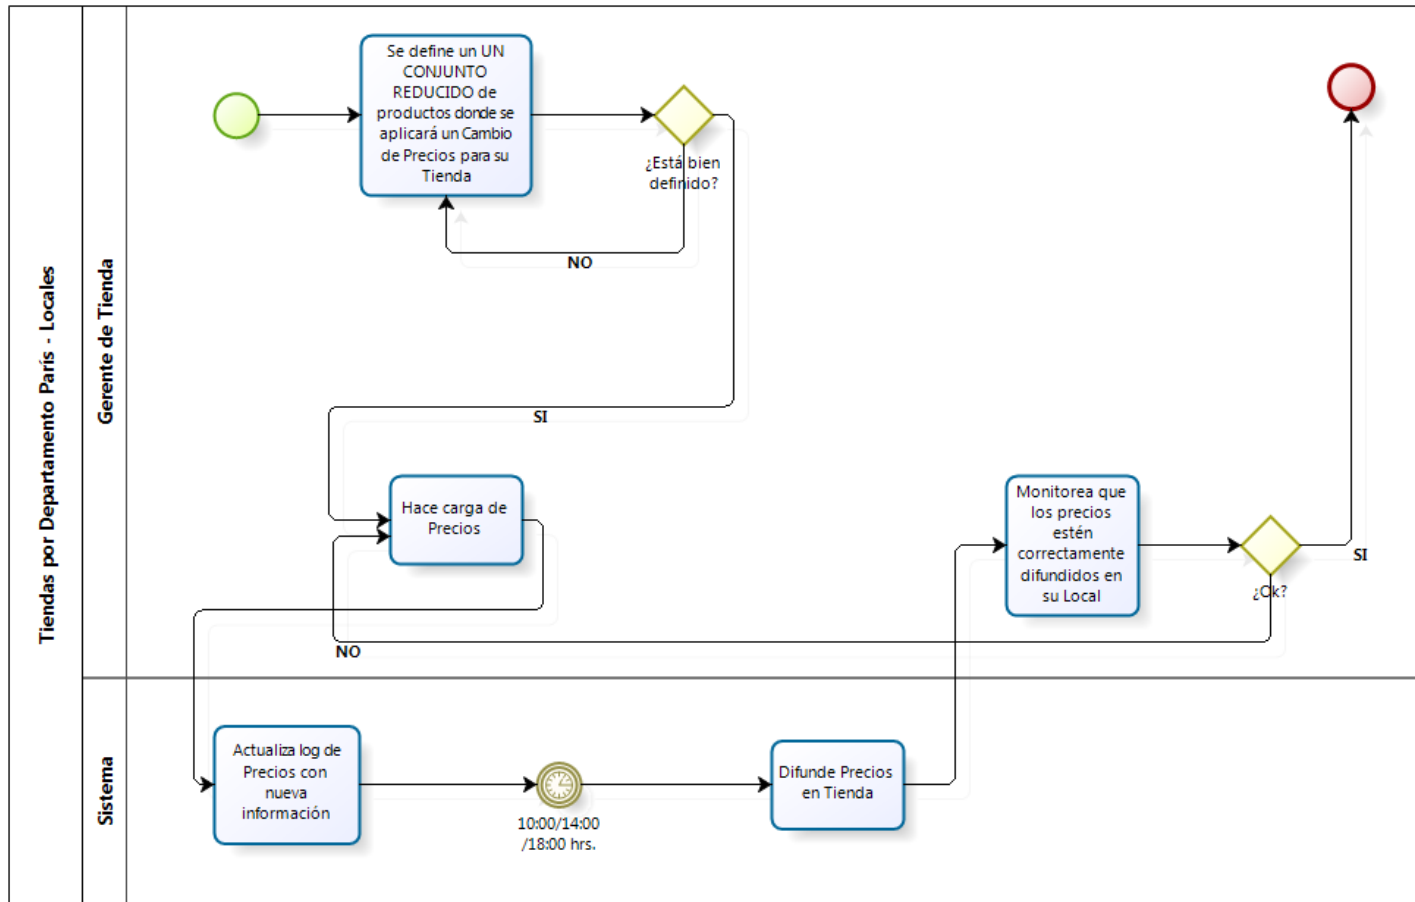 Tiendas por Departamento París - Locales
Gerente de Tienda
Se define un UN
CONJUNTO
REDUCIDO de
productos donde se
aplicará un Cambio
de Precios para su
Tienda
¿Está bien
definido?
NO
SI
Hace carga de
Precios
Monitorea que
los precios
estén
correctamente
difundidos en
su Local
¿Ok?
SI
NO
Sistema
Actualiza log de
Precios con
nueva
información
10:00/14:00
/18:00 hrs.
Difunde Precios
en Tienda